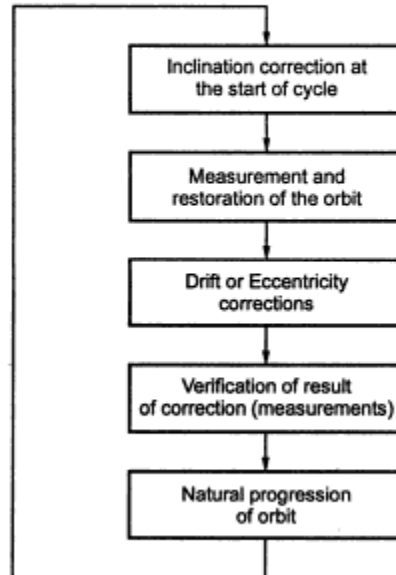 Inclination correction at
the start of cycle
Measurement and
restoration of the orbit
Drift or Eccentricity
corrections
Verification of result
of correction (measurements)
Natural progression
of orbit